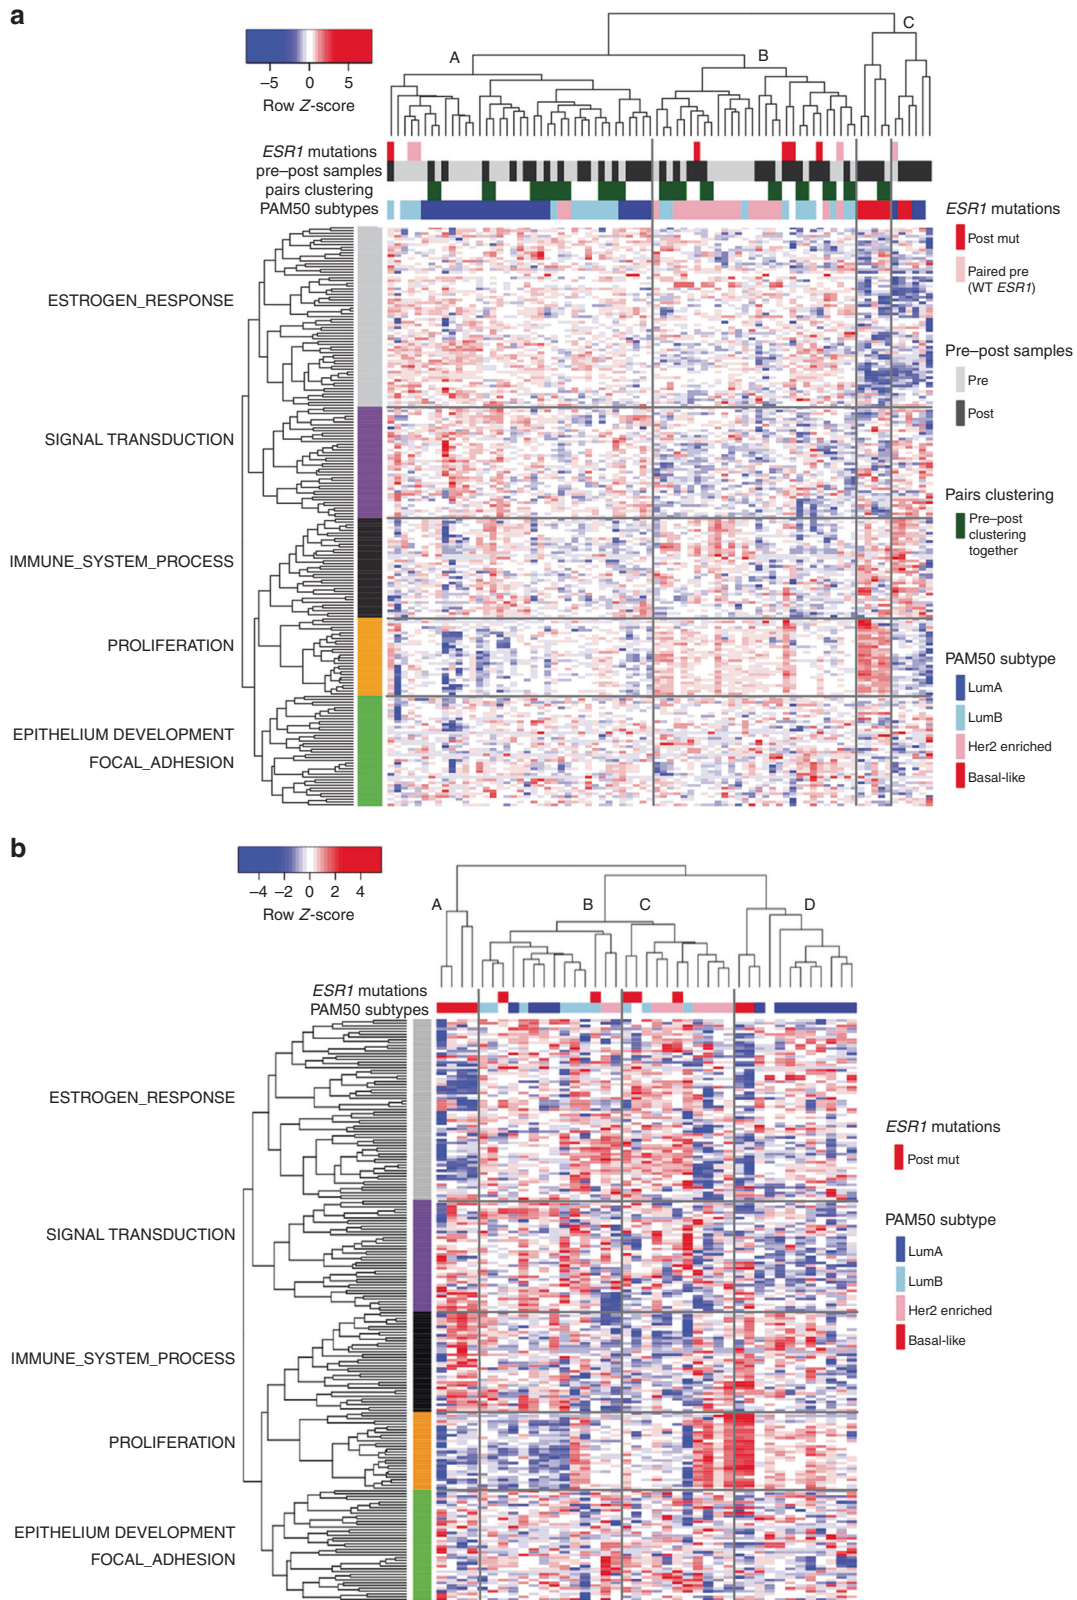 a
A
B
C
−5 0 5
Row Z-score
ESR1 mutations
pre–post samples
pairs clustering
PAM50 subtypes
ESTROGEN_RESPONSE
SIGNAL TRANSDUCTION
IMMUNE_SYSTEM_PROCESS
PROLIFERATION
EPITHELIUM DEVELOPMENT
FOCAL_ADHESION
ESR1 mutations
Post mut
Paired pre
(WT ESR1)
Pre–post samples
Pre
Post
Pairs clustering
Pre–post
clustering
together
PAM50 subtype
LumA
LumB
Her2 enriched
Basal-like
b
A
B
C
D
−4 −2 0 2 4
Row Z-score
ESR1 mutations
PAM50 subtypes
ESTROGEN_RESPONSE
SIGNAL TRANSDUCTION
IMMUNE_SYSTEM_PROCESS
PROLIFERATION
EPITHELIUM DEVELOPMENT
FOCAL_ADHESION
ESR1 mutations
Post mut
PAM50 subtype
LumA
LumB
Her2 enriched
Basal-like